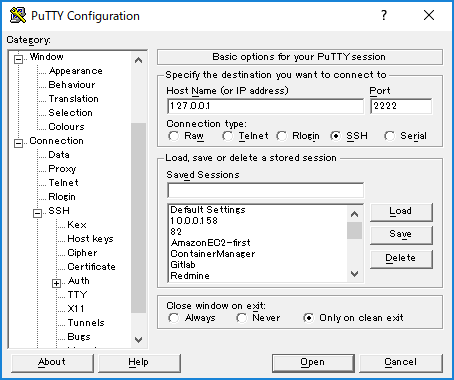 PuTTY Configuration
?
Category:
Window
Appearance
Behaviour
Translation
Selection
Colours
Connection
Data
Proxy
Telnet
Rlogin
SSH
Kex
Host keys
Cipher
Certificate
Auth
TTY
X11
Tunnels
Bugs
Basic options for your PuTTY session
Specify the destination you want to connect to
Host Name (or IP address) Port
127.0.0.1 2222
Connection type:
Raw Telnet Rlogin SSH Serial
Load, save or delete a stored session
Saved Sessions
Default Settings
10.0.0.158
82
AmazonEC2-first
ContainerManager
Gitlab
Redmine
Load
Save
Delete
Close window on exit:
Always Never Only on clean exit
About Help Open Cancel